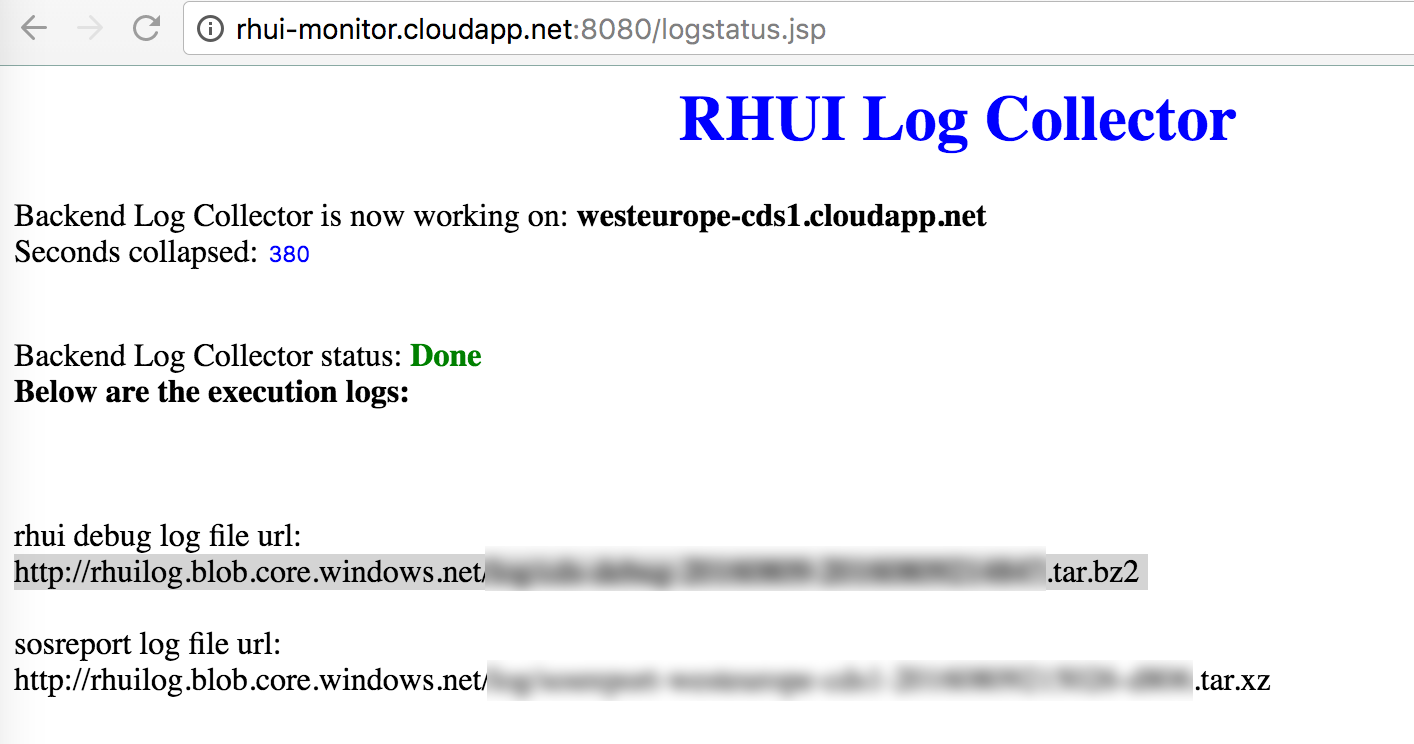 rhui-monitor.cloudapp.net:8080/logstatus.jsp
RHUI Log Collector
Backend Log Collector is now working on: westeurope-cds1.cloudapp.net
Seconds collapsed: 380
Backend Log Collector status: Done
Below are the execution logs:
rhui debug log file url:
http://rhuilog.blob.core.windows.net/ .tar.bz2
sosreport log file url:
http://rhuilog.blob.core.windows.net/ .tar.xz